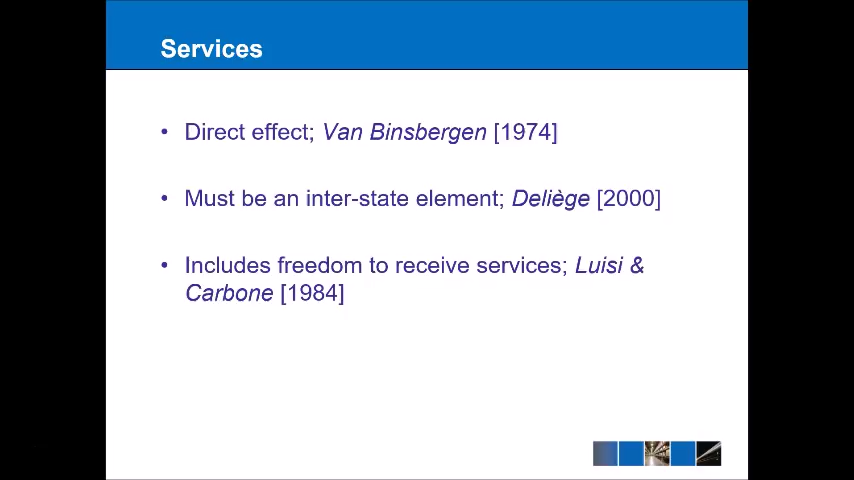 Services
• Direct effect; Van Binsbergen [1974]
• Must be an inter-state element; Deliège [2000]
• Includes freedom to receive services; Luisi &
Carbone [1984]